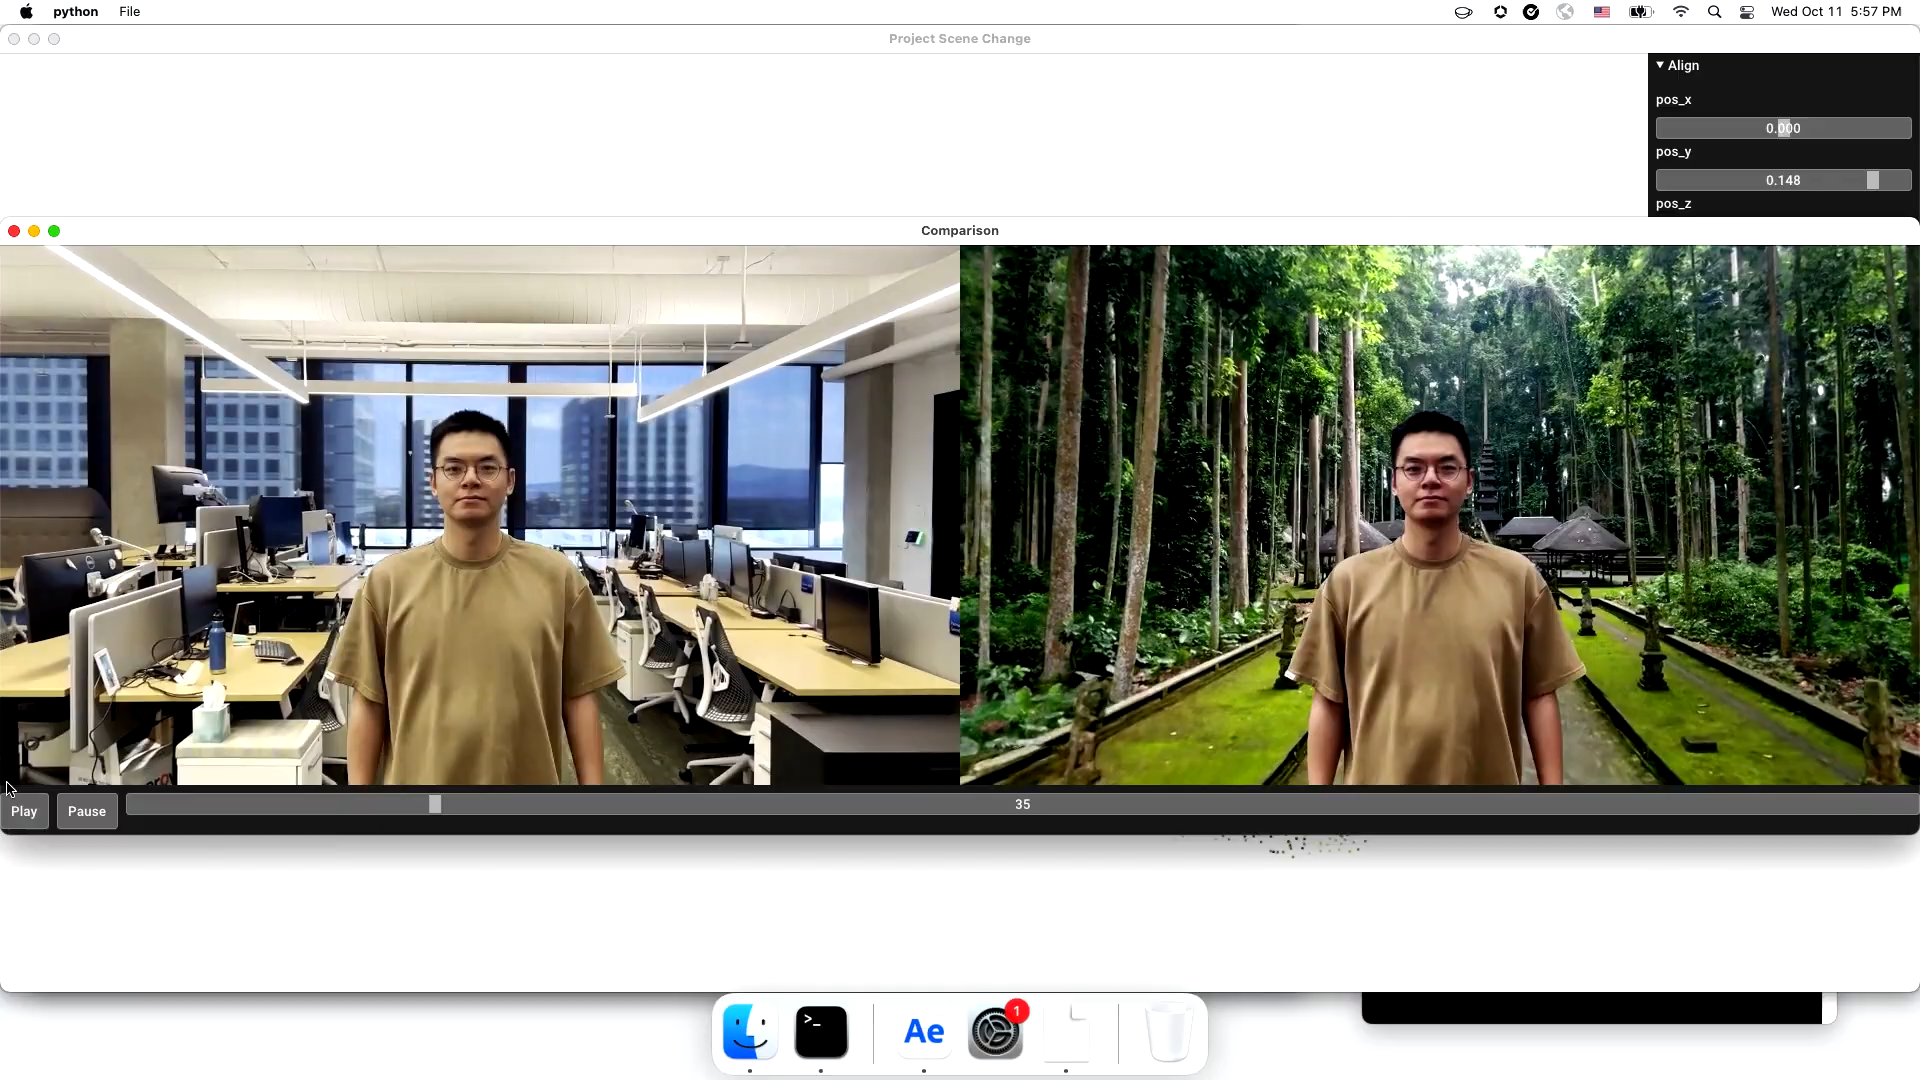 python File Wed Oct 11 5:57 PM
Project Scene Change
Align
pos_x
0.000
pos_y
0.148
pos_z
Comparison
Play Pause 35
>_
Ae
1